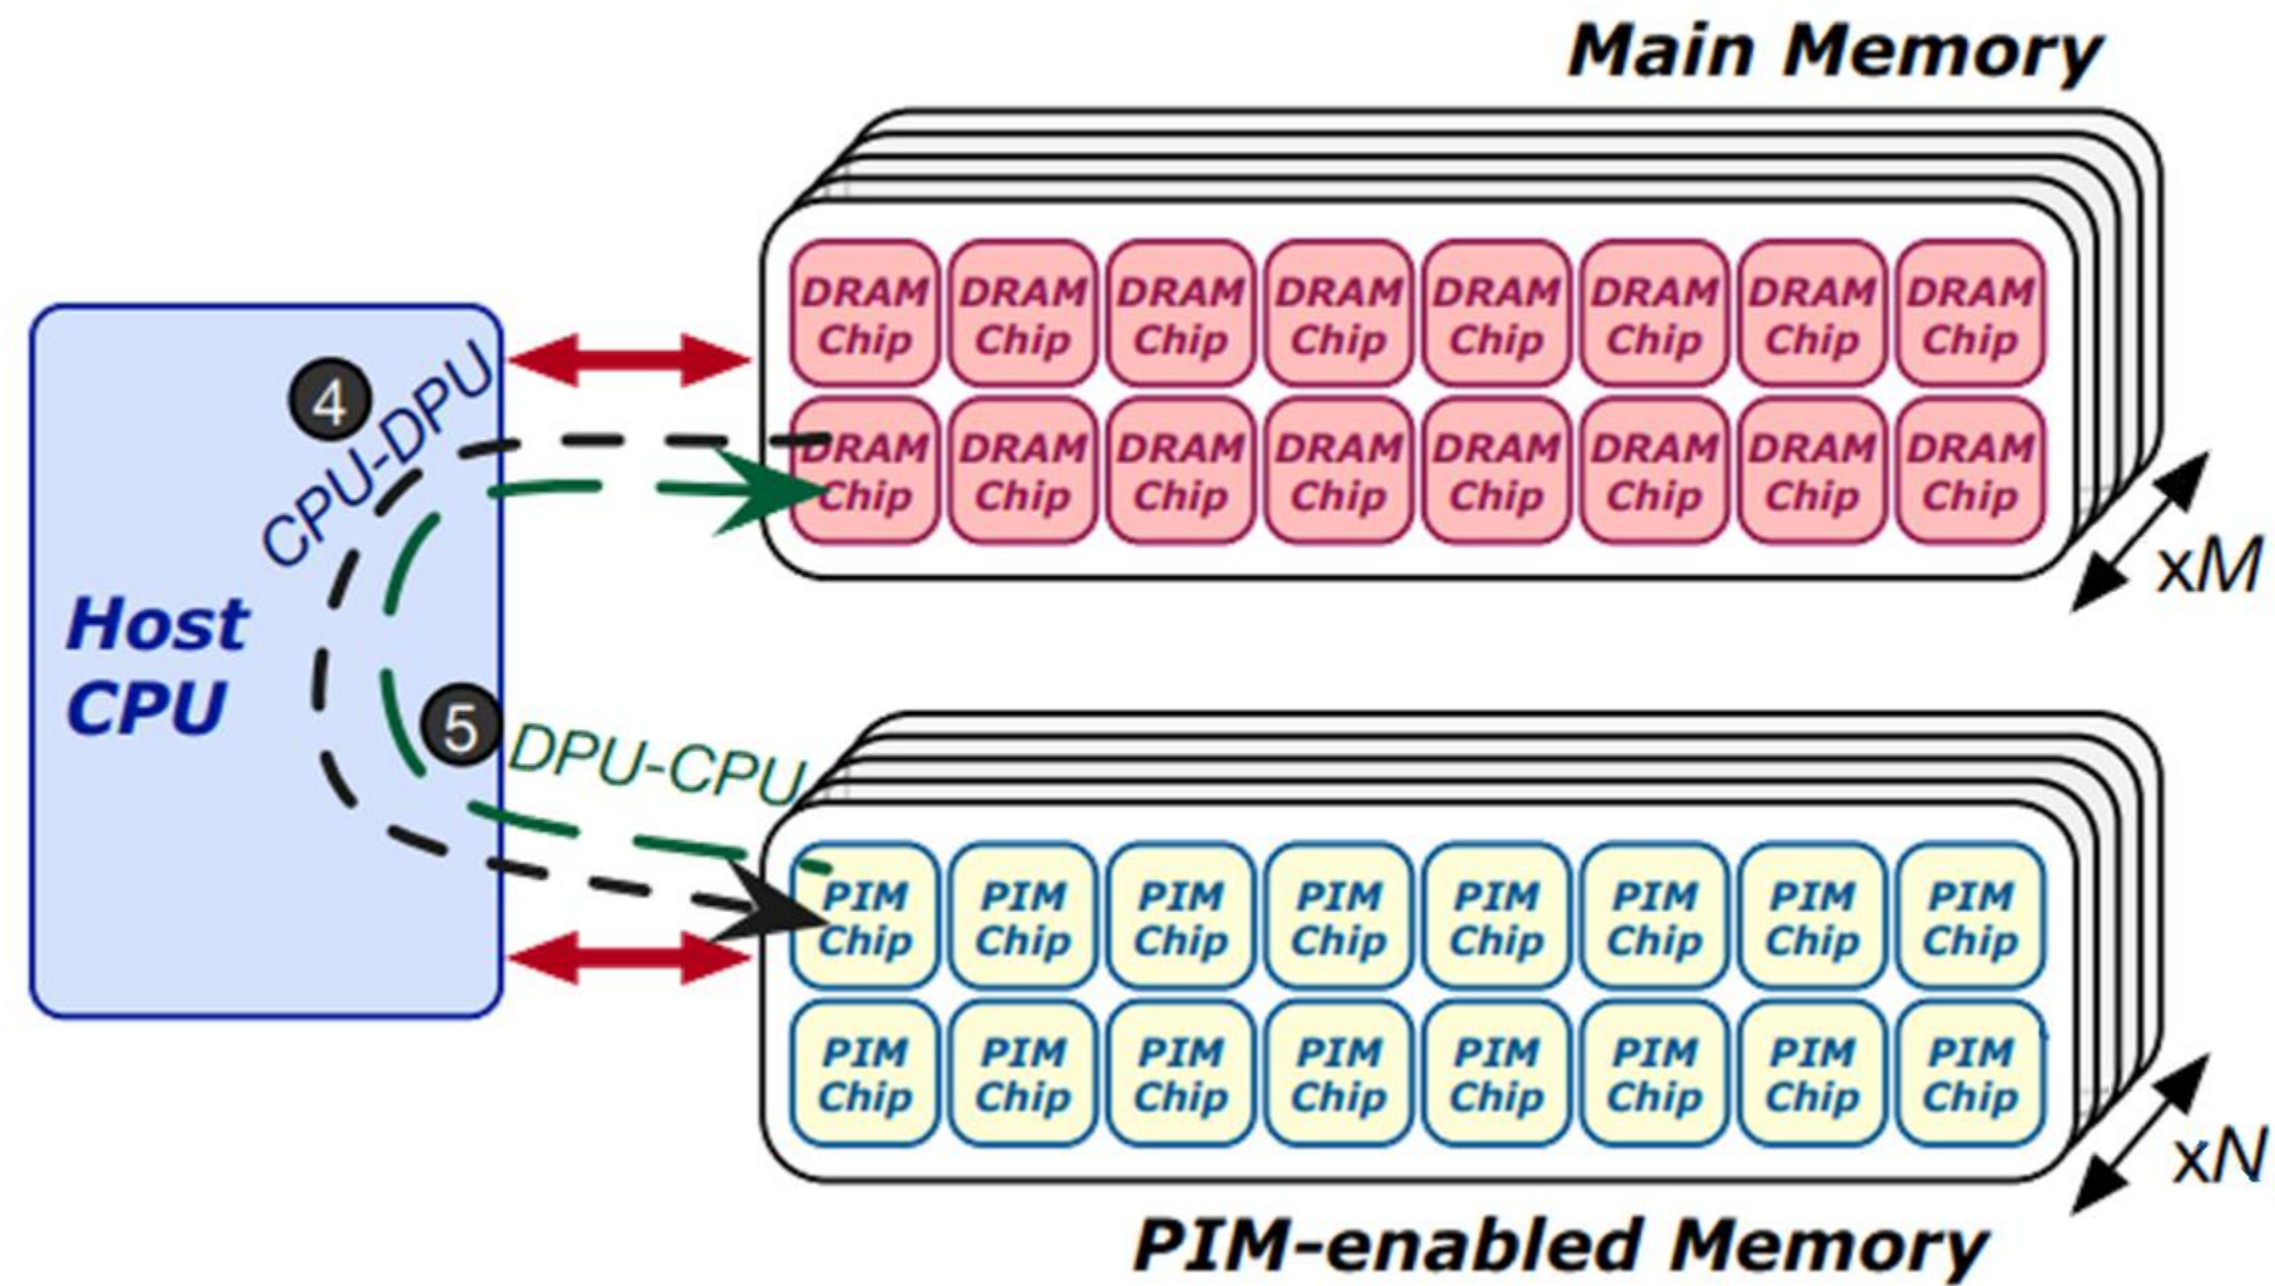 Main Memory
DRAM DRAM DRAM DRAM DRAM DRAM DRAM DRAM
Chip Chip Chip Chip Chip Chip Chip Chip
DRAM DRAM DRAM DRAM DRAM DRAM DRAM DRAM
Chip Chip Chip Chip Chip Chip Chip Chip
xM
4
CPU-DPU
Host
CPU
5
DPU-CPU
PIM PIM PIM PIM PIM PIM PIM PIM
Chip Chip Chip Chip Chip Chip Chip Chip
PIM PIM PIM PIM PIM PIM PIM PIM
Chip Chip Chip Chip Chip Chip Chip Chip
xN
PIM-enabled Memory